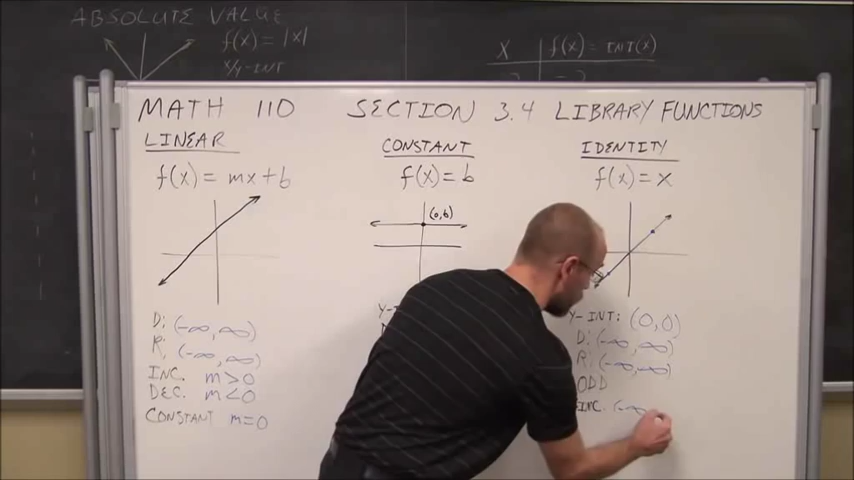 ABSOLUTE VALUE
f(x) = |x|
x/y-INT
x f(x) = INT(x)
-2
MATH 110 SECTION 3.4 LIBRARY FUNCTIONS
LINEAR
f(x) = mx + b
D: (-∞, ∞)
R: (-∞, ∞)
INC. m > 0
DEC. m < 0
CONSTANT m = 0
CONSTANT
f(x) = b
(0, b)
Y-I
IDENTITY
f(x) = x
Y-INT: (0, 0)
D: (-∞, ∞)
R: (-∞, ∞)
ODD
INC. (-∞